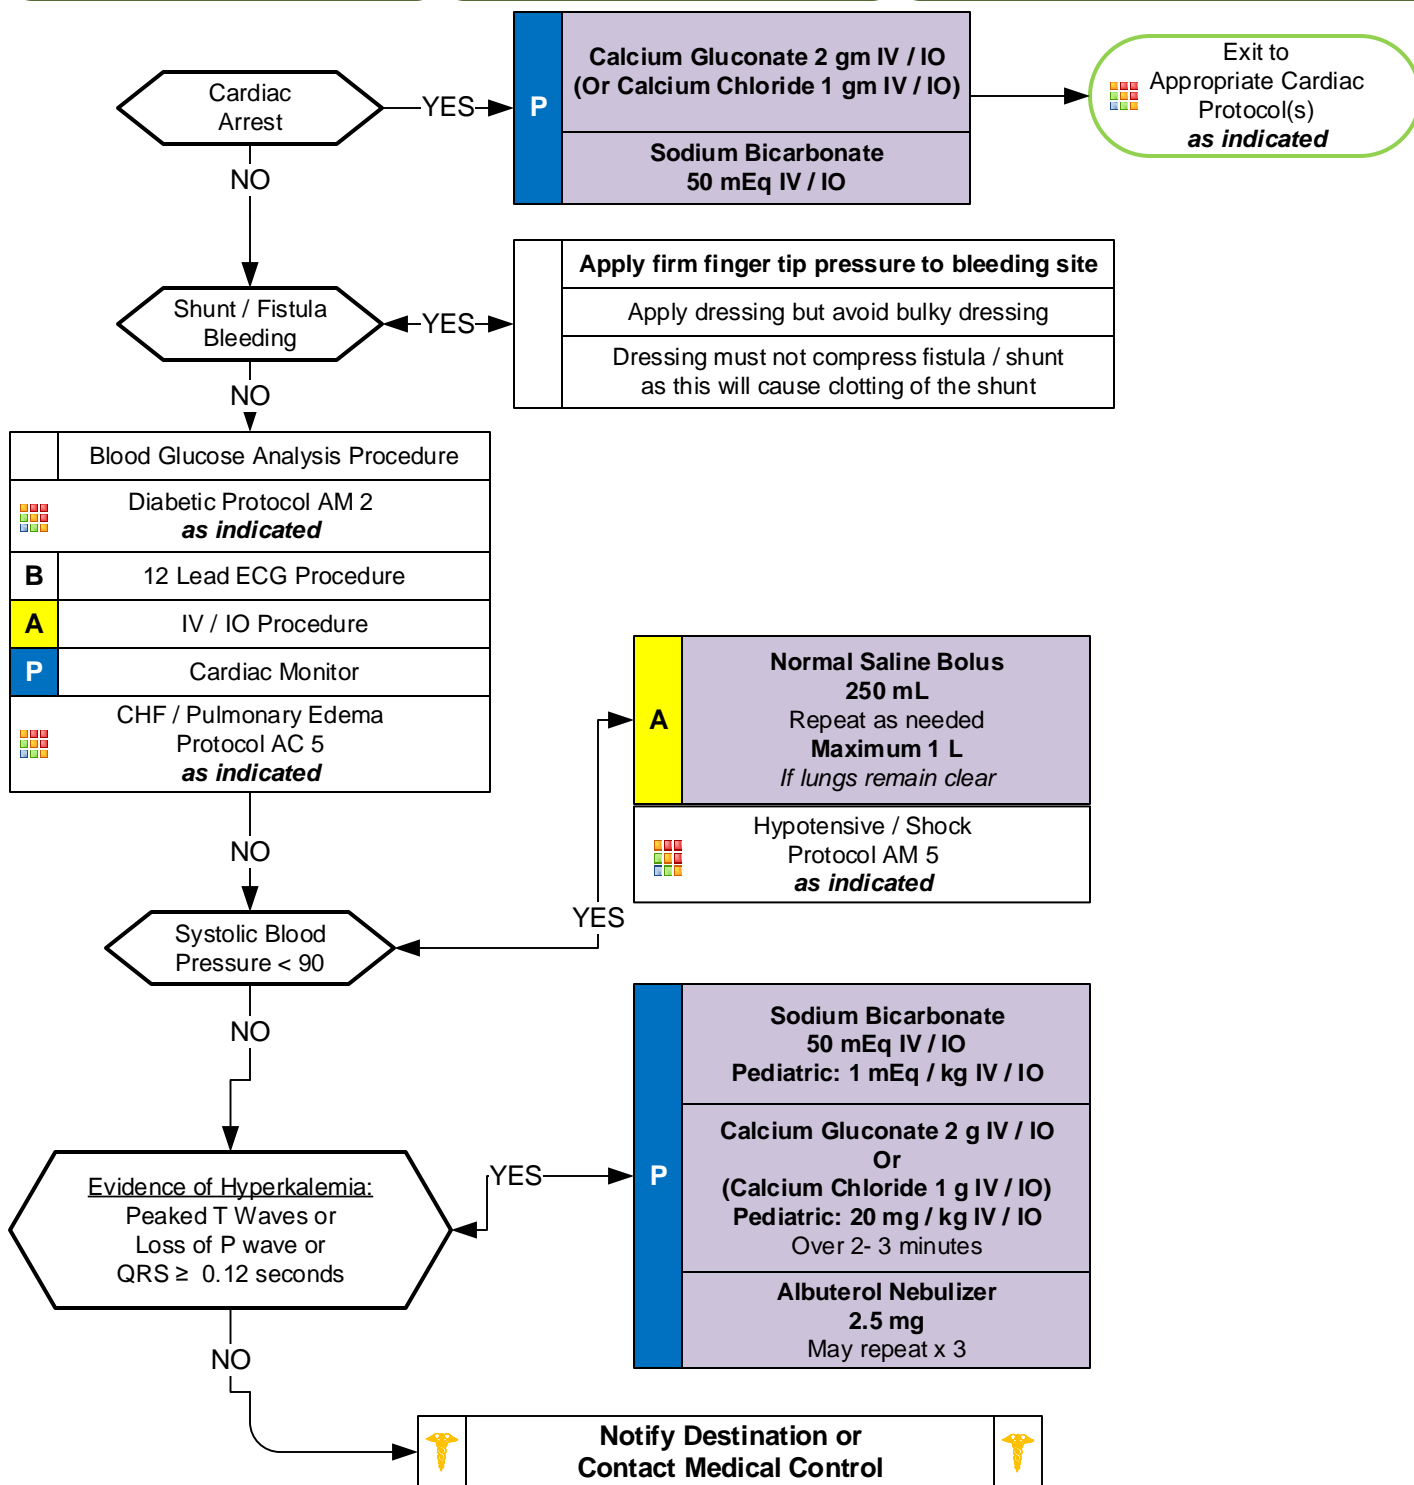 Cardiac
Arrest
YES
P
Calcium Gluconate 2 gm IV / IO
(Or Calcium Chloride 1 gm IV / IO)
Sodium Bicarbonate
50 mEq IV / IO
Exit to
Appropriate Cardiac
Protocol(s)
as indicated
NO
Shunt / Fistula
Bleeding
YES
Apply firm finger tip pressure to bleeding site
Apply dressing but avoid bulky dressing
Dressing must not compress fistula / shunt
as this will cause clotting of the shunt
NO
Blood Glucose Analysis Procedure
Diabetic Protocol AM 2
as indicated
B
12 Lead ECG Procedure
A
IV / IO Procedure
P
Cardiac Monitor
CHF / Pulmonary Edema
Protocol AC 5
as indicated
NO
Systolic Blood
Pressure < 90
YES
A
Normal Saline Bolus
250 mL
Repeat as needed
Maximum 1 L
If lungs remain clear
Hypotensive / Shock
Protocol AM 5
as indicated
NO
Evidence of Hyperkalemia:
Peaked T Waves or
Loss of P wave or
QRS ≥ 0.12 seconds
YES
P
Sodium Bicarbonate
50 mEq IV / IO
Pediatric: 1 mEq / kg IV / IO
Calcium Gluconate 2 g IV / IO
Or
(Calcium Chloride 1 g IV / IO)
Pediatric: 20 mg / kg IV / IO
Over 2- 3 minutes
Albuterol Nebulizer
2.5 mg
May repeat x 3
NO
Notify Destination or
Contact Medical Control